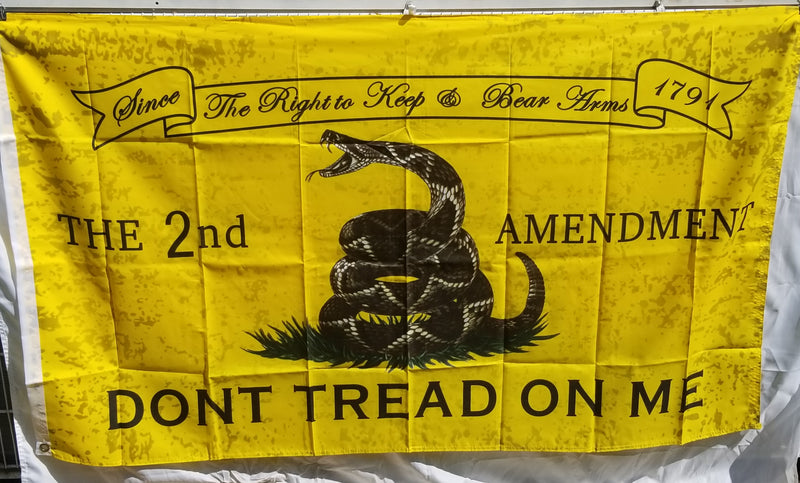 Since The Right to Keep & Bear Arms 1791
THE 2nd AMENDMENT
DONT TREAD ON ME